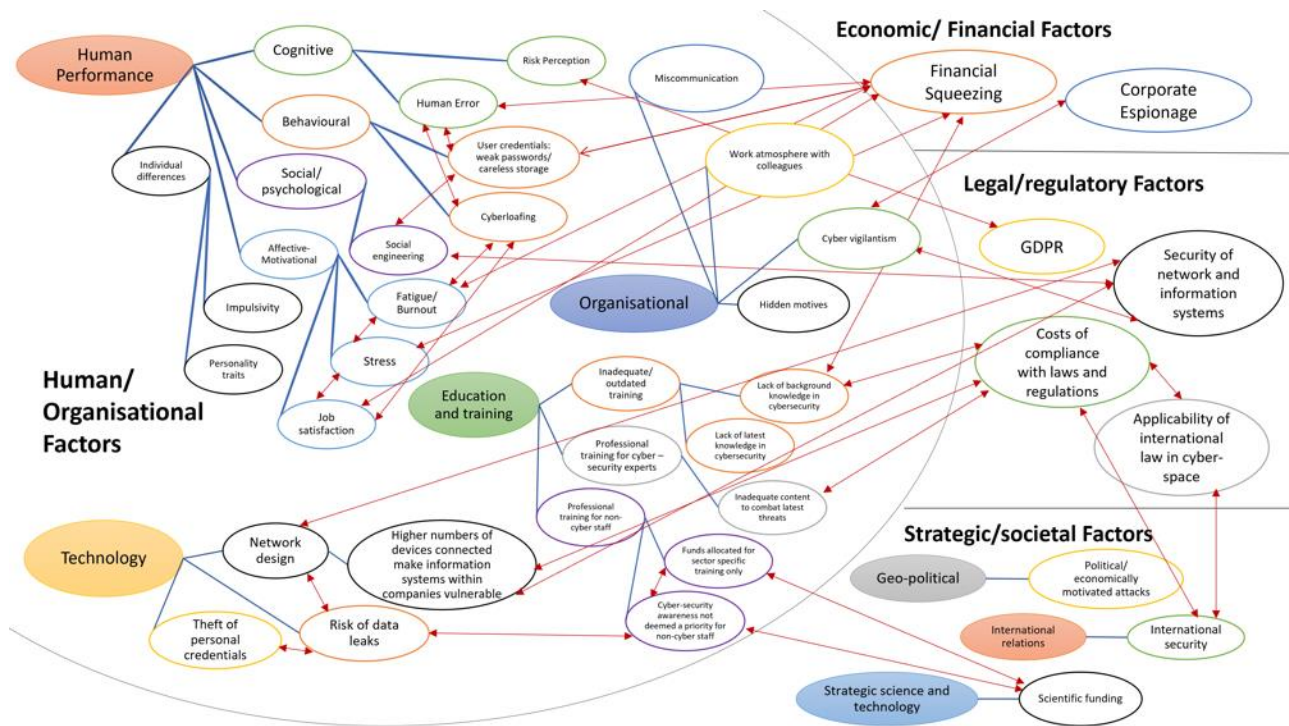 Human
Performance
Cognitive
Risk Perception
Human Error
Behavioural
User credentials:
weak passwords/
careless storage
Individual
differences
Social/
psychological
Cyberloafing
Affective-
Motivational
Social
engineering
Fatigue/
Burnout
Impulsivity
Stress
Personality
traits
Job
satisfaction
Human/
Organisational
Factors
Miscommunication
Work atmosphere with
colleagues
Cyber vigilantism
Organisational
Hidden motives
Education
and training
Inadequate/
outdated
training
Lack of background
knowledge in
cybersecurity
Lack of latest
knowledge in
cybersecurity
Professional
training for cyber –
security experts
Inadequate content
to combat latest
threats
Professional
training for non-
cyber staff
Funds allocated for
sector specific
training only
Cyber-security
awareness not
deemed a priority for
non-cyber staff
Technology
Network
design
Higher numbers of
devices connected
make information
systems within
companies vulnerable
Theft of
personal
credentials
Risk of data
leaks
Economic/ Financial Factors
Financial
Squeezing
Corporate
Espionage
Legal/regulatory Factors
GDPR
Security of
network and
information
systems
Costs of
compliance
with laws and
regulations
Applicability of
international
law in cyber-
space
Strategic/societal Factors
Geo-political
Political/
economically
motivated attacks
International
relations
International
security
Strategic science and
technology
Scientific funding